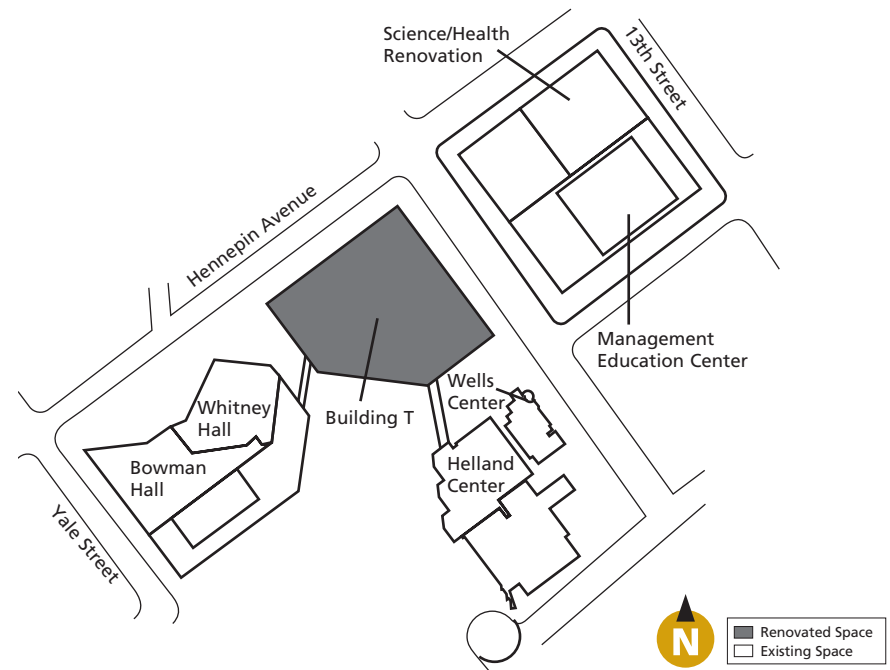 Science/Health
Renovation
13th Street
Hennepin Avenue
Management
Education Center
Wells
Center
Whitney
Hall
Building T
Bowman
Hall
Helland
Center
Yale Street
N
Renovated Space
Existing Space